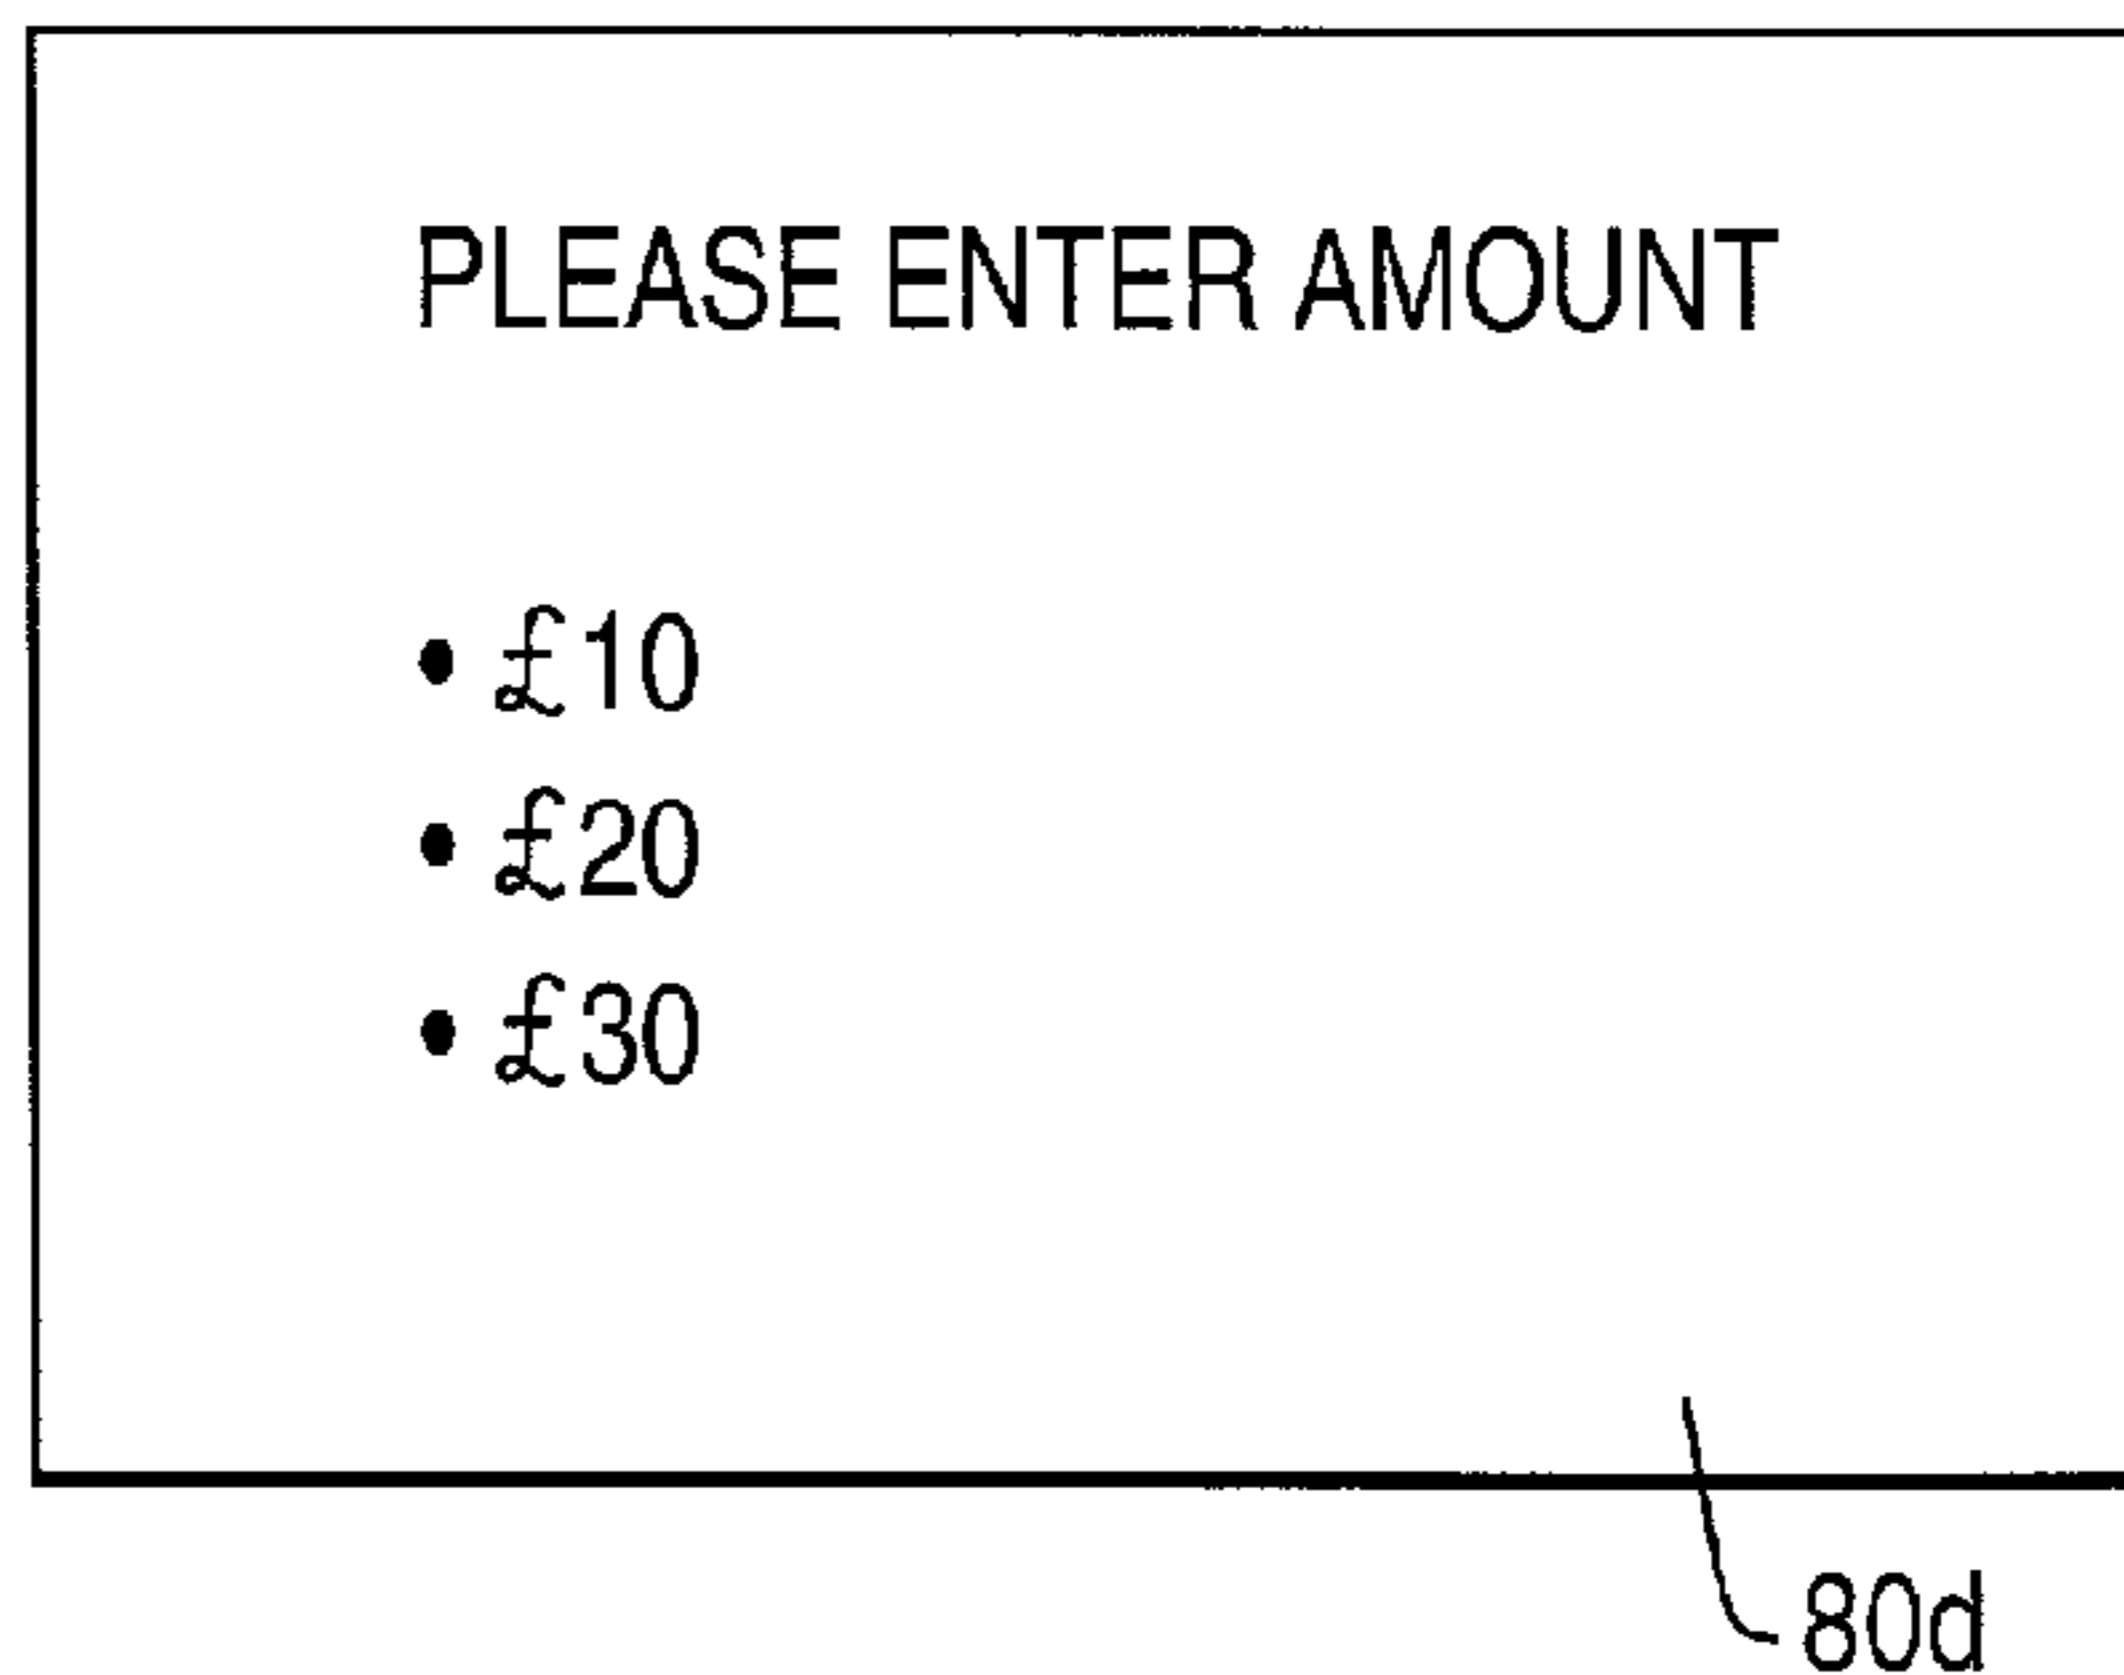 PLEASE ENTER AMOUNT
• £10
• £20
• £30
80d